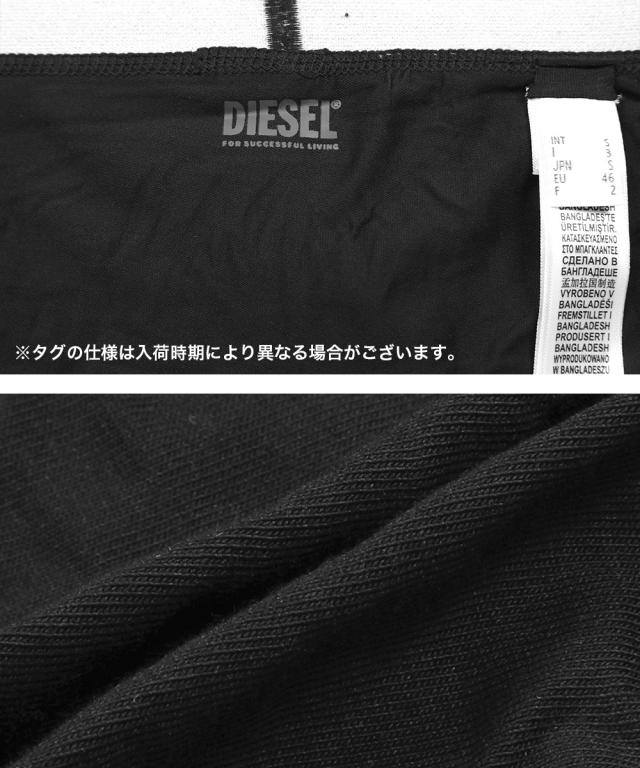 DIESEL®
FOR SUCCESSFUL LIVING
INT S
I 3
JPN S
EU 46
F 2
BANGLADESH
BANGLADEŞ'TE
ÜRETİLMİŞTİR.
ΚΑΤΑΣΚΕΥΑΣΜΕΝΟ
ΣΤΟ ΜΠΑΓΚΛΑΝΤΕΣ
СДЕЛАНО В
БАНГЛАДЕШЕ
孟加拉国制造
VYROBENO V
BANGLADÉŠI
FREMSTILLET I
BANGLADESH
PRODUSERT I
BANGLADESH
WYPRODUKOWANO
W BANGLADESZU
※タグの仕様は入荷時期により異なる場合がございます。